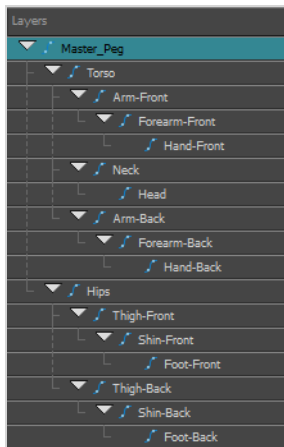 Layers
Master_Peg
Torso
Arm-Front
Forearm-Front
Hand-Front
Neck
Head
Arm-Back
Forearm-Back
Hand-Back
Hips
Thigh-Front
Shin-Front
Foot-Front
Thigh-Back
Shin-Back
Foot-Back